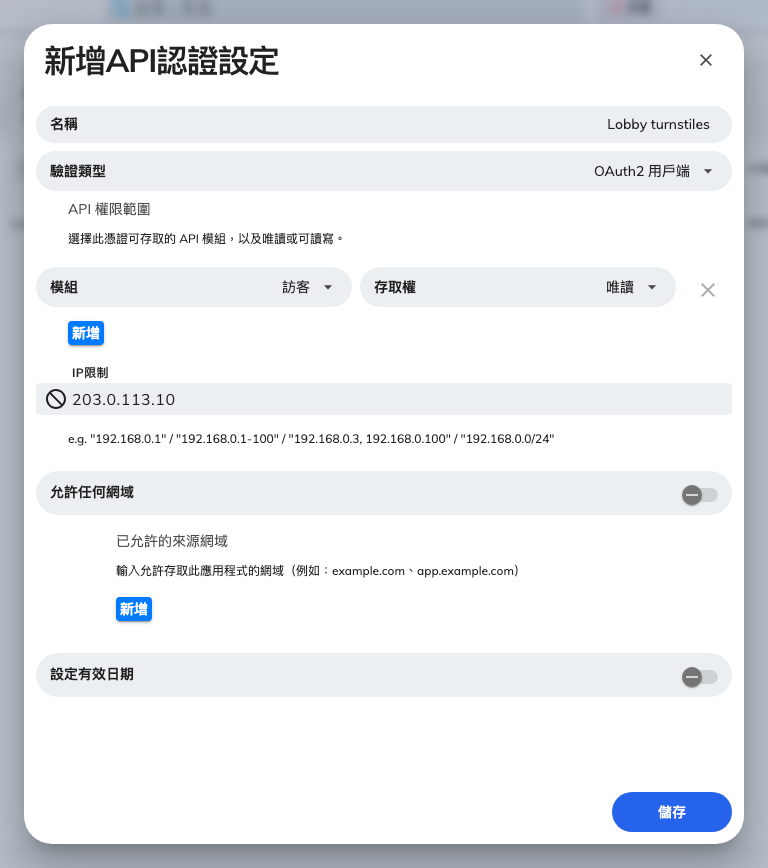 新增API認證設定
名稱
Lobby turnstiles
驗證類型
OAuth2 用戶端
API 權限範圍
選擇此憑證可存取的 API 模組，以及唯讀或可讀寫。
模組
訪客
存取權
唯讀
新增
IP限制
203.0.113.10
e.g. "192.168.0.1" / "192.168.0.1-100" / "192.168.0.3, 192.168.0.100" / "192.168.0.0/24"
允許任何網域
已允許的來源網域
輸入允許存取此應用程式的網域（例如：example.com、app.example.com）
新增
設定有效日期
儲存